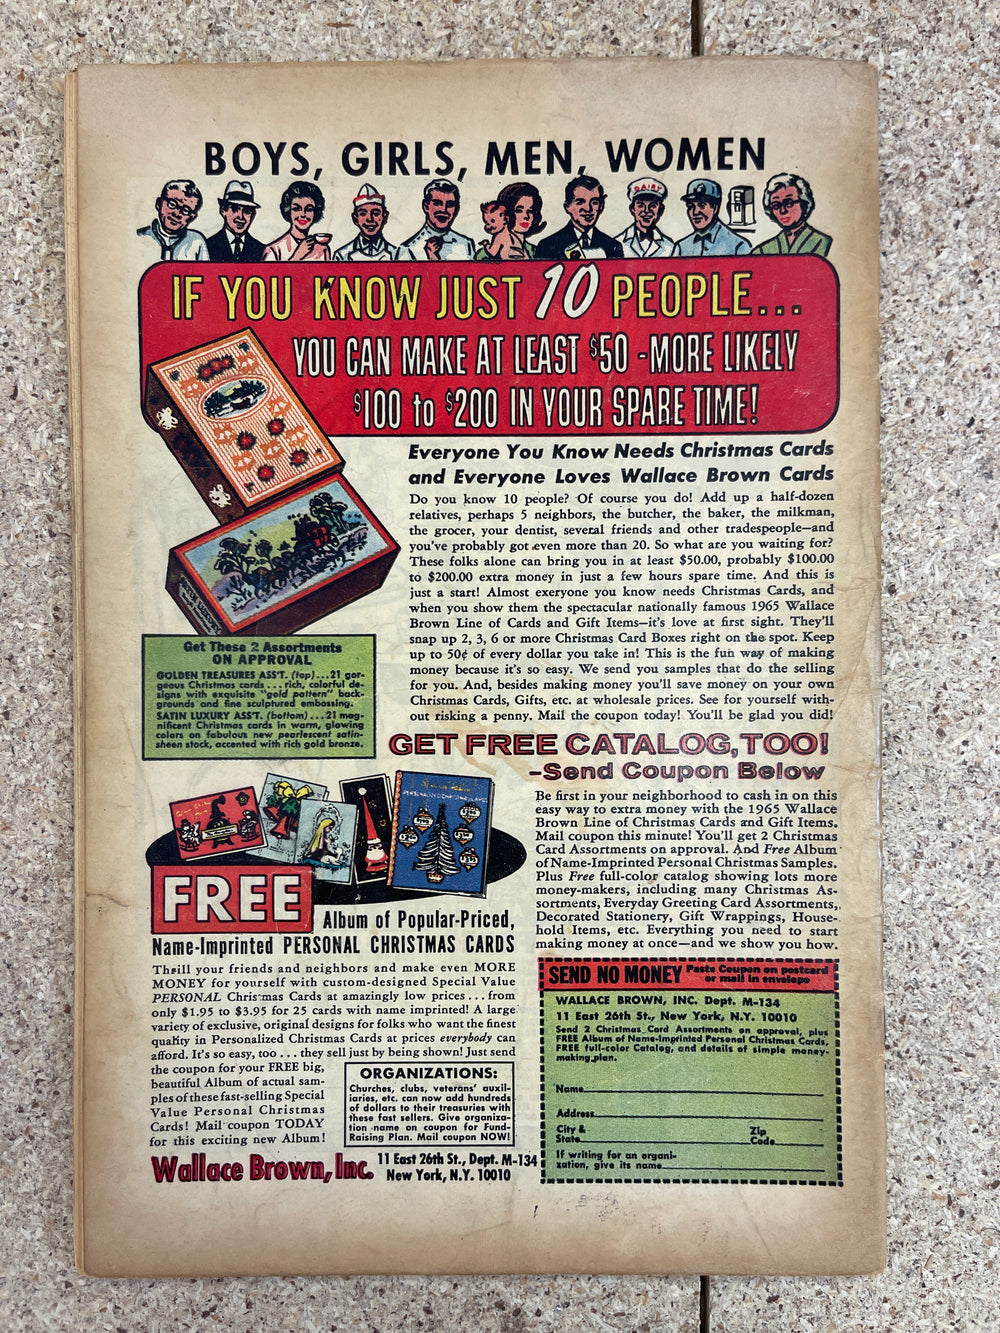 BOYS, GIRLS, MEN, WOMEN
DAIRY
IF YOU KNOW JUST 10 PEOPLE...
YOU CAN MAKE AT LEAST $50 - MORE LIKELY
$100 to $200 IN YOUR SPARE TIME!
Everyone You Know Needs Christmas Cards
and Everyone Loves Wallace Brown Cards
Do you know 10 people? Of course you do! Add up a half-dozen
relatives, perhaps 5 neighbors, the butcher, the baker, the milkman,
the grocer, your dentist, several friends and other tradespeople—and
you've probably got even more than 20. So what are you waiting for?
These folks alone can bring you in at least $50.00, probably $100.00
to $200.00 extra money in just a few hours spare time. And this is
just a start! Almost exeryone you know needs Christmas Cards, and
when you show them the spectacular nationally famous 1965 Wallace
Brown Line of Cards and Gift Items—it's love at first sight. They'll
snap up 2, 3, 6 or more Christmas Card Boxes right on the spot. Keep
up to 50¢ of every dollar you take in! This is the fun way of making
money because it's so easy. We send you samples that do the selling
for you. And, besides making money you'll save money on your own
Christmas Cards, Gifts, etc. at wholesale prices. See for yourself with-
out risking a penny. Mail the coupon today! You'll be glad you did!
Get These 2 Assortments
ON APPROVAL
GOLDEN TREASURES ASS'T. (top)...21 gor-
geous Christmas cards...rich, colorful de-
signs with exquisite "gold pattern" back-
grounds and fine sculptured embossing.
SATIN LUXURY ASS'T. (bottom)...21 mag-
nificent Christmas cards in warm, glowing
colors on fabulous new pearlescent satin-
sheen stock, accented with rich gold bronze.
GET FREE CATALOG, TOO!
-Send Coupon Below
Be first in your neighborhood to cash in on this
easy way to extra money with the 1965 Wallace
Brown Line of Christmas Cards and Gift Items.
Mail coupon this minute! You'll get 2 Christmas
Card Assortments on approval. And Free Album
of Name-Imprinted Personal Christmas Samples.
Plus Free full-color catalog showing lots more
money-makers, including many Christmas As-
sortments, Everyday Greeting Card Assortments,
Decorated Stationery, Gift Wrappings, House-
hold Items, etc. Everything you need to start
making money at once—and we show you how.
FREE
Album of Popular-Priced,
Name-Imprinted PERSONAL CHRISTMAS CARDS
Thrill your friends and neighbors and make even MORE
MONEY for yourself with custom-designed Special Value
PERSONAL Christmas Cards at amazingly low prices...from
only $1.95 to $3.95 for 25 cards with name imprinted! A large
variety of exclusive, original designs for folks who want the finest
quality in Personalized Christmas Cards at prices everybody can
afford. It's so easy, too...they sell just by being shown! Just send
the coupon for your FREE big,
beautiful Album of actual sam-
ples of these fast-selling Special
Value Personal Christmas
Cards! Mail coupon TODAY
for this exciting new Album!
ORGANIZATIONS:
Churches, clubs, veterans' auxil-
iaries, etc. can now add hundreds
of dollars to their treasuries with
these fast sellers. Give organiza-
tion name on coupon for Fund-
Raising Plan. Mail coupon NOW!
Wallace Brown, Inc. 11 East 26th St., Dept. M-134
New York, N.Y. 10010
SEND NO MONEY Paste Coupon on postcard
or mail in envelope
WALLACE BROWN, INC. Dept. M-134
11 East 26th St., New York, N.Y. 10010
Send 2 Christmas Card Assortments on approval, plus
FREE Album of Name-Imprinted Personal Christmas Cards,
FREE full-color Catalog, and details of simple money-
making plan.
Name
Address
City & State Zip Code
If writing for an organi-
zation, give its name